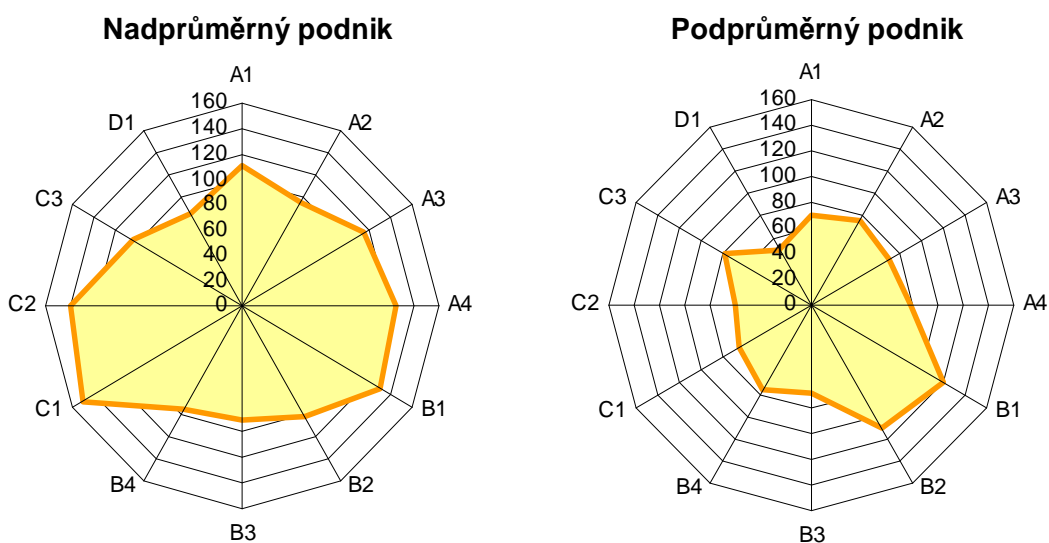 Nadprůměrný podnik
A1
A2
A3
A4
B1
B2
B3
B4
C1
C2
C3
D1
160
140
120
100
80
60
40
20
0
Podprůměrný podnik
A1
A2
A3
A4
B1
B2
B3
B4
C1
C2
C3
D1
160
140
120
100
80
60
40
20
0